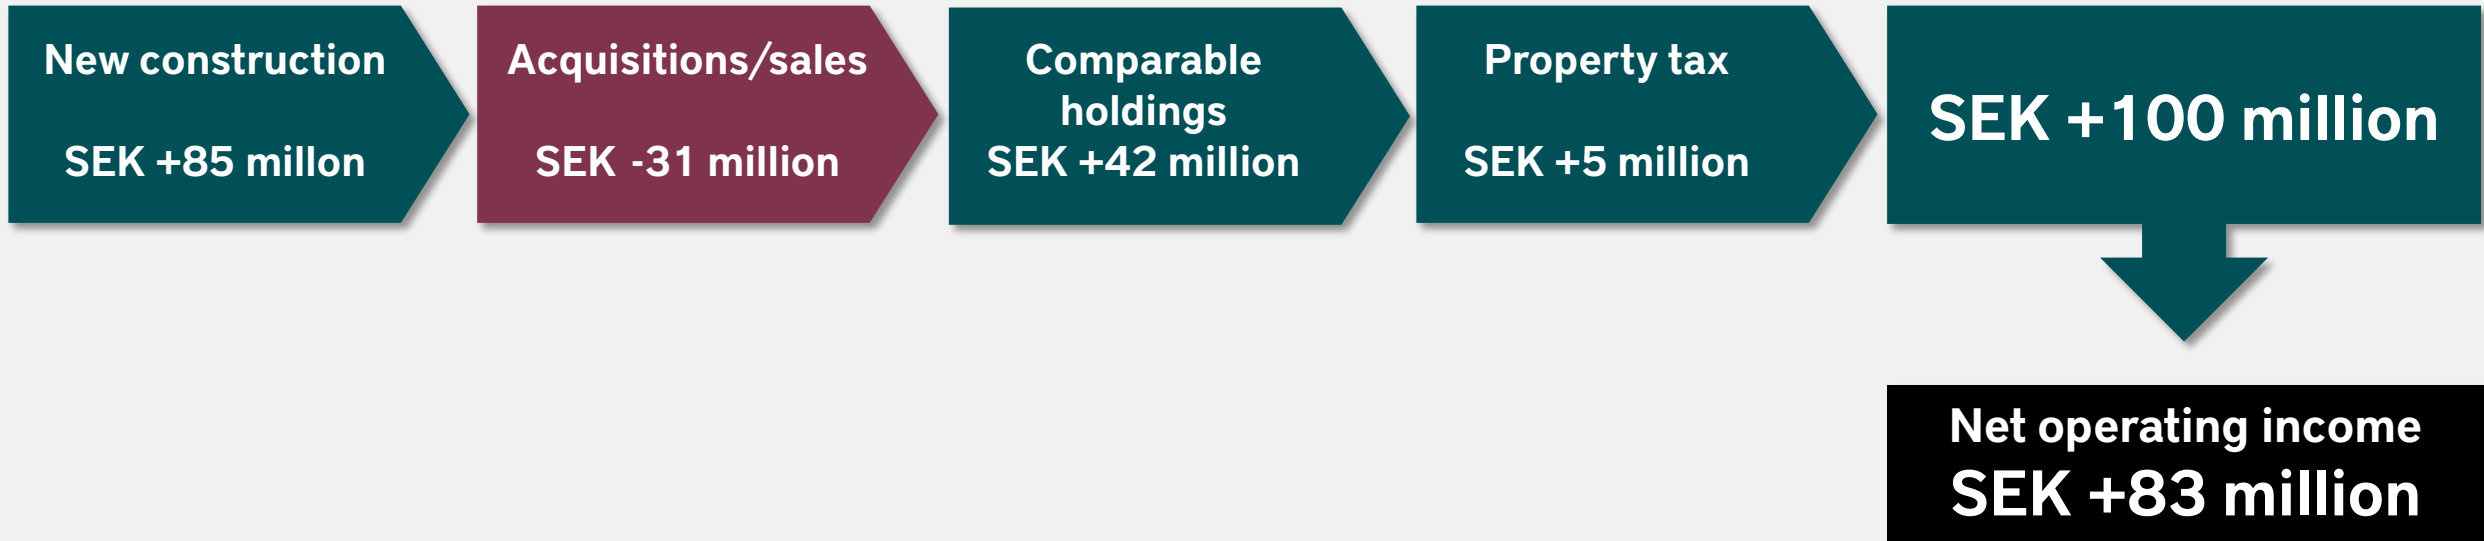 New construction
SEK +85 millon
Acquisitions/sales
SEK -31 million
Comparable
holdings
SEK +42 million
Property tax
SEK +5 million
SEK +100 million
Net operating income
SEK +83 million